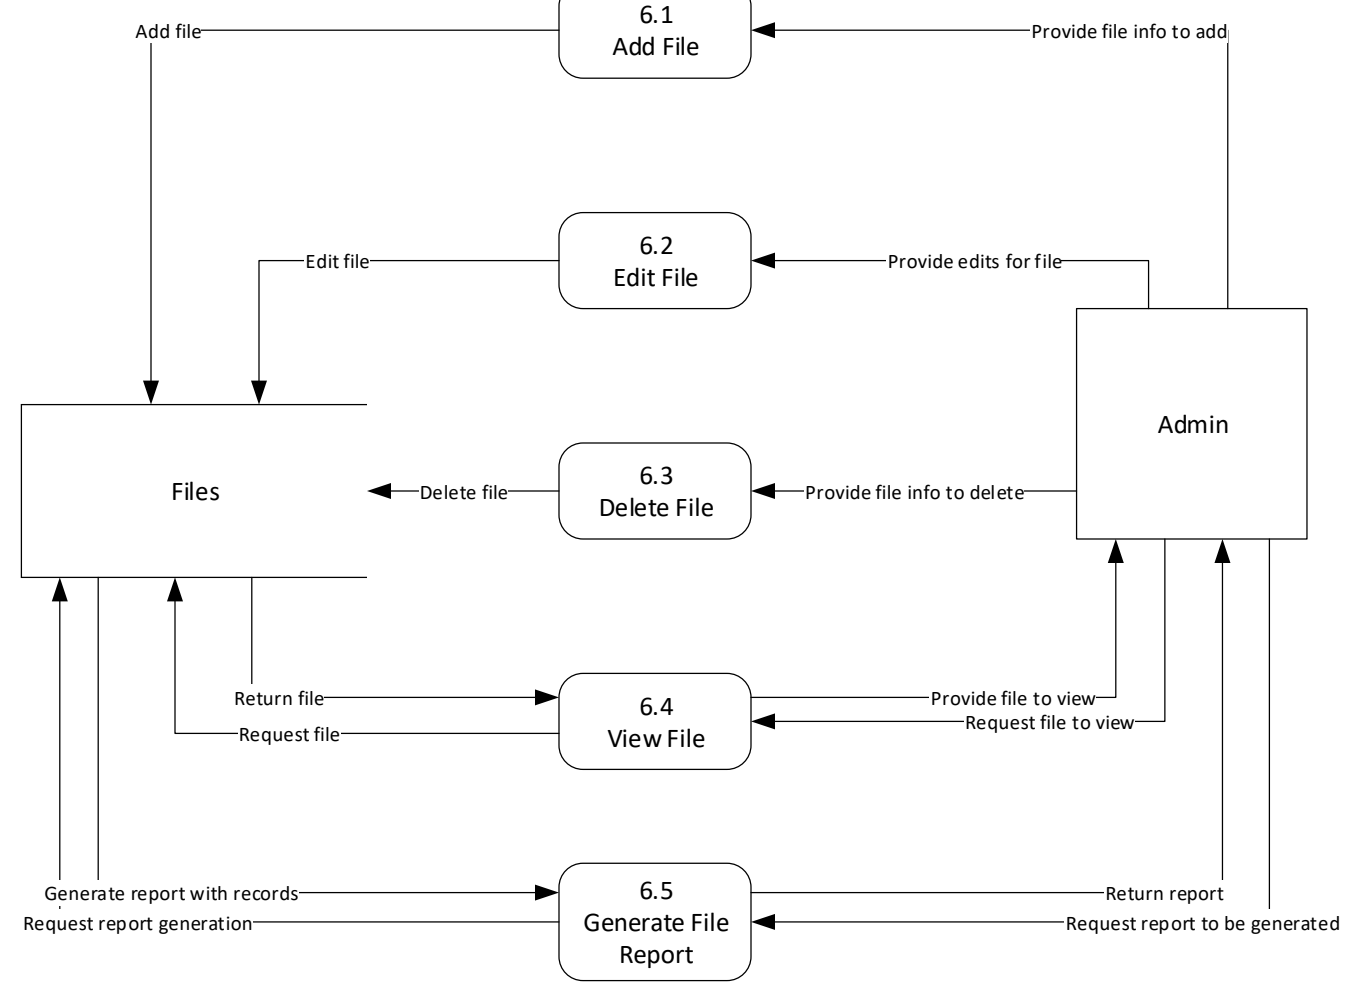 6.1
Add File
Add file
Provide file info to add
6.2
Edit File
Edit file
Provide edits for file
Admin
Files
6.3
Delete File
Delete file
Provide file info to delete
6.4
View File
Return file
Request file
Provide file to view
Request file to view
6.5
Generate File
Report
Generate report with records
Request report generation
Return report
Request report to be generated